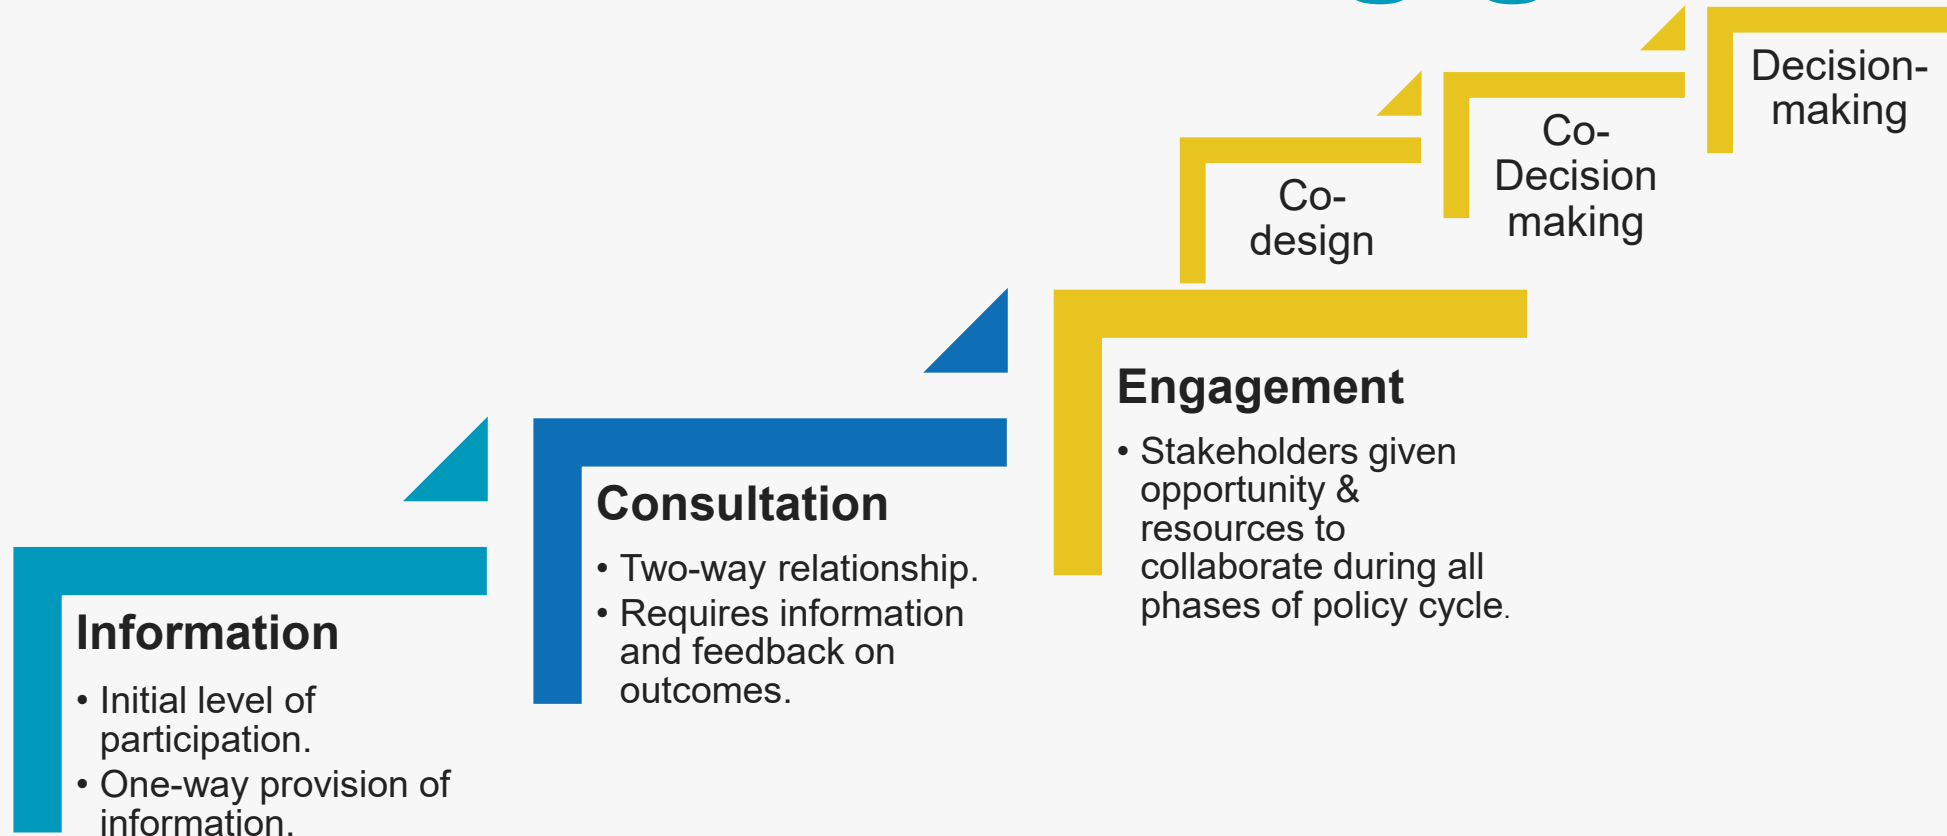 Information
• Initial level of
participation.
• One-way provision of
information.
Consultation
• Two-way relationship.
• Requires information
and feedback on
outcomes.
Engagement
• Stakeholders given
opportunity &
resources to
collaborate during all
phases of policy cycle.
Co-
design
Co-
Decision
making
Decision-
making